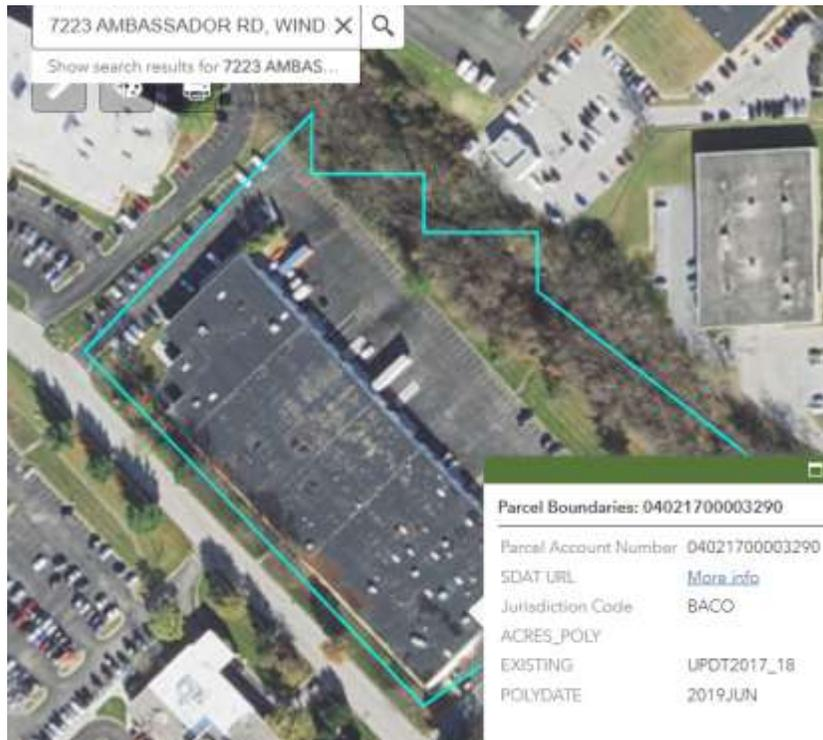 7223 AMBASSADOR RD, WIND
Show search results for 7223 AMBAS...
Parcel Boundaries: 04021700003290
Parcel Account Number 04021700003290
SDAT URL More info
Jurisdiction Code BACO
ACRES_POLY
EXISTING UPDT2017_18
POLYDATE 2019JUN